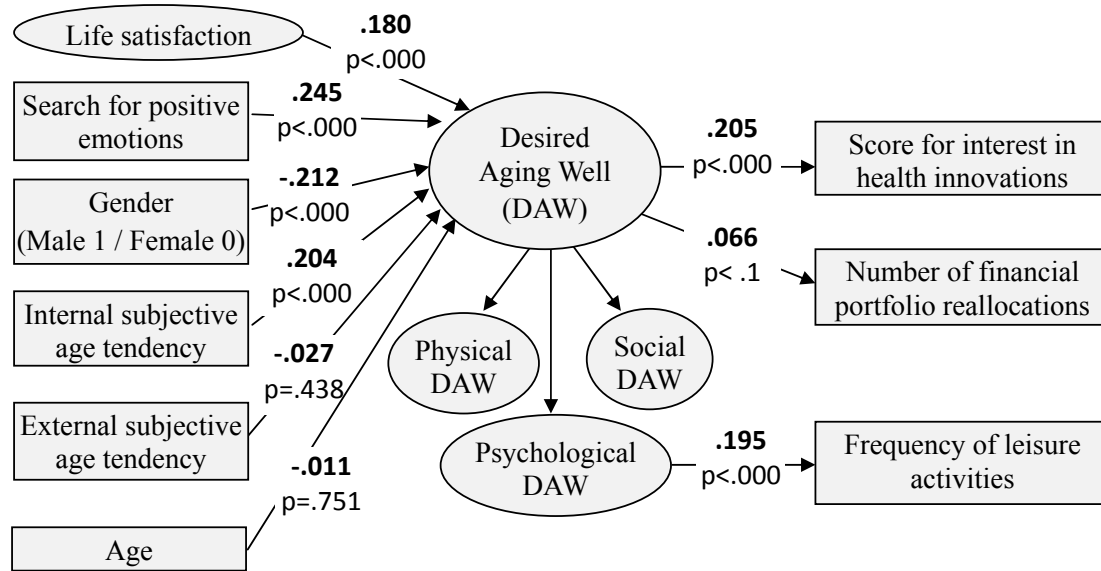 Life satisfaction
.180
p<.000
Search for positive
emotions
.245
p<.000
Gender
(Male 1 / Female 0)
-.212
p<.000
Internal subjective
age tendency
.204
p<.000
External subjective
age tendency
-.027
p=.438
Age
-.011
p=.751
Desired
Aging Well
(DAW)
Physical
DAW
Social
DAW
Psychological
DAW
.205
p<.000
Score for interest in
health innovations
.066
p< .1
Number of financial
portfolio reallocations
.195
p<.000
Frequency of leisure
activities